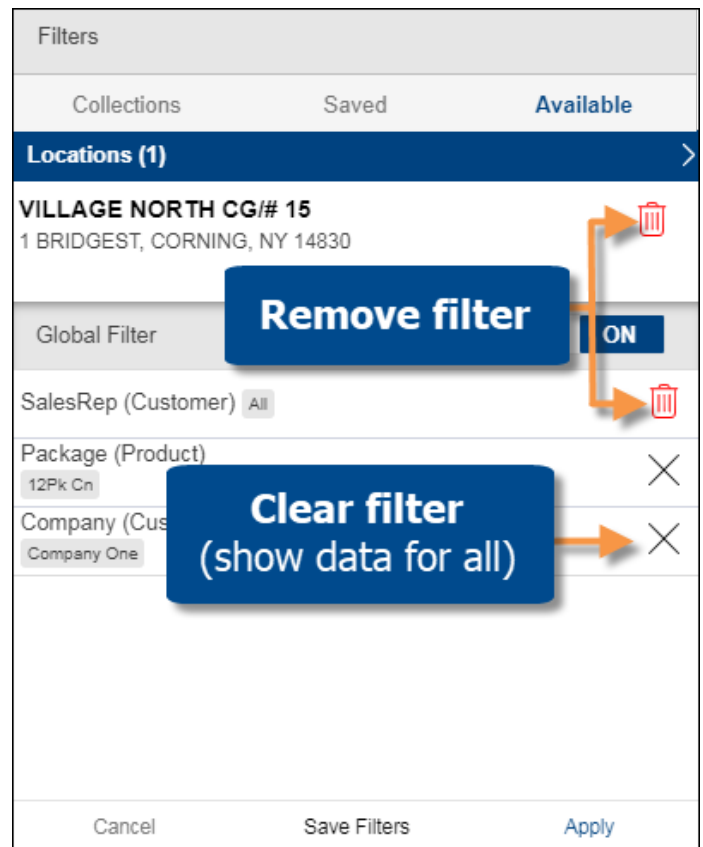 Filters
Collections Saved Available
Locations (1)
VILLAGE NORTH CG/# 15
1 BRIDGEST, CORNING, NY 14830
Remove filter
Global Filter ON
SalesRep (Customer) All
Package (Product)
12Pk Cn
Clear filter
(show data for all)
Company (Cus
Company One
Cancel Save Filters Apply